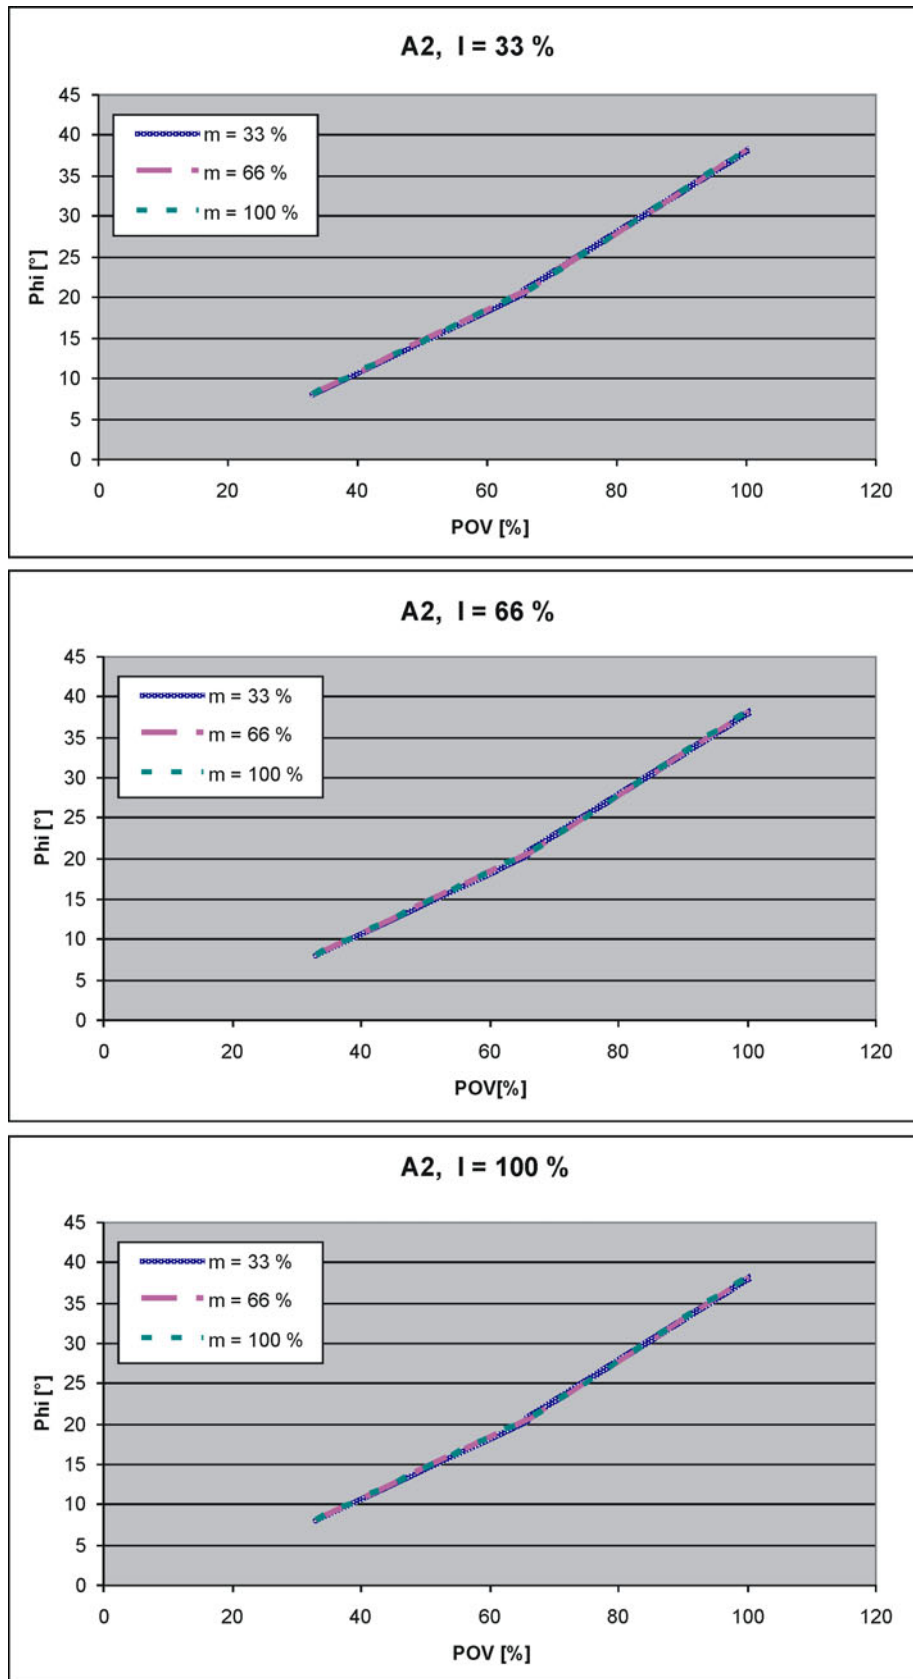 A2, I = 33 %
45
40
35
30
25
20
15
10
5
0
Phi [°]
m = 33 %
m = 66 %
m = 100 %
0 20 40 60 80 100 120
POV [%]
A2, I = 66 %
45
40
35
30
25
20
15
10
5
0
Phi [°]
m = 33 %
m = 66 %
m = 100 %
0 20 40 60 80 100 120
POV[%]
A2, I = 100 %
45
40
35
30
25
20
15
10
5
0
Phi [°]
m = 33 %
m = 66 %
m = 100 %
0 20 40 60 80 100 120
POV [%]